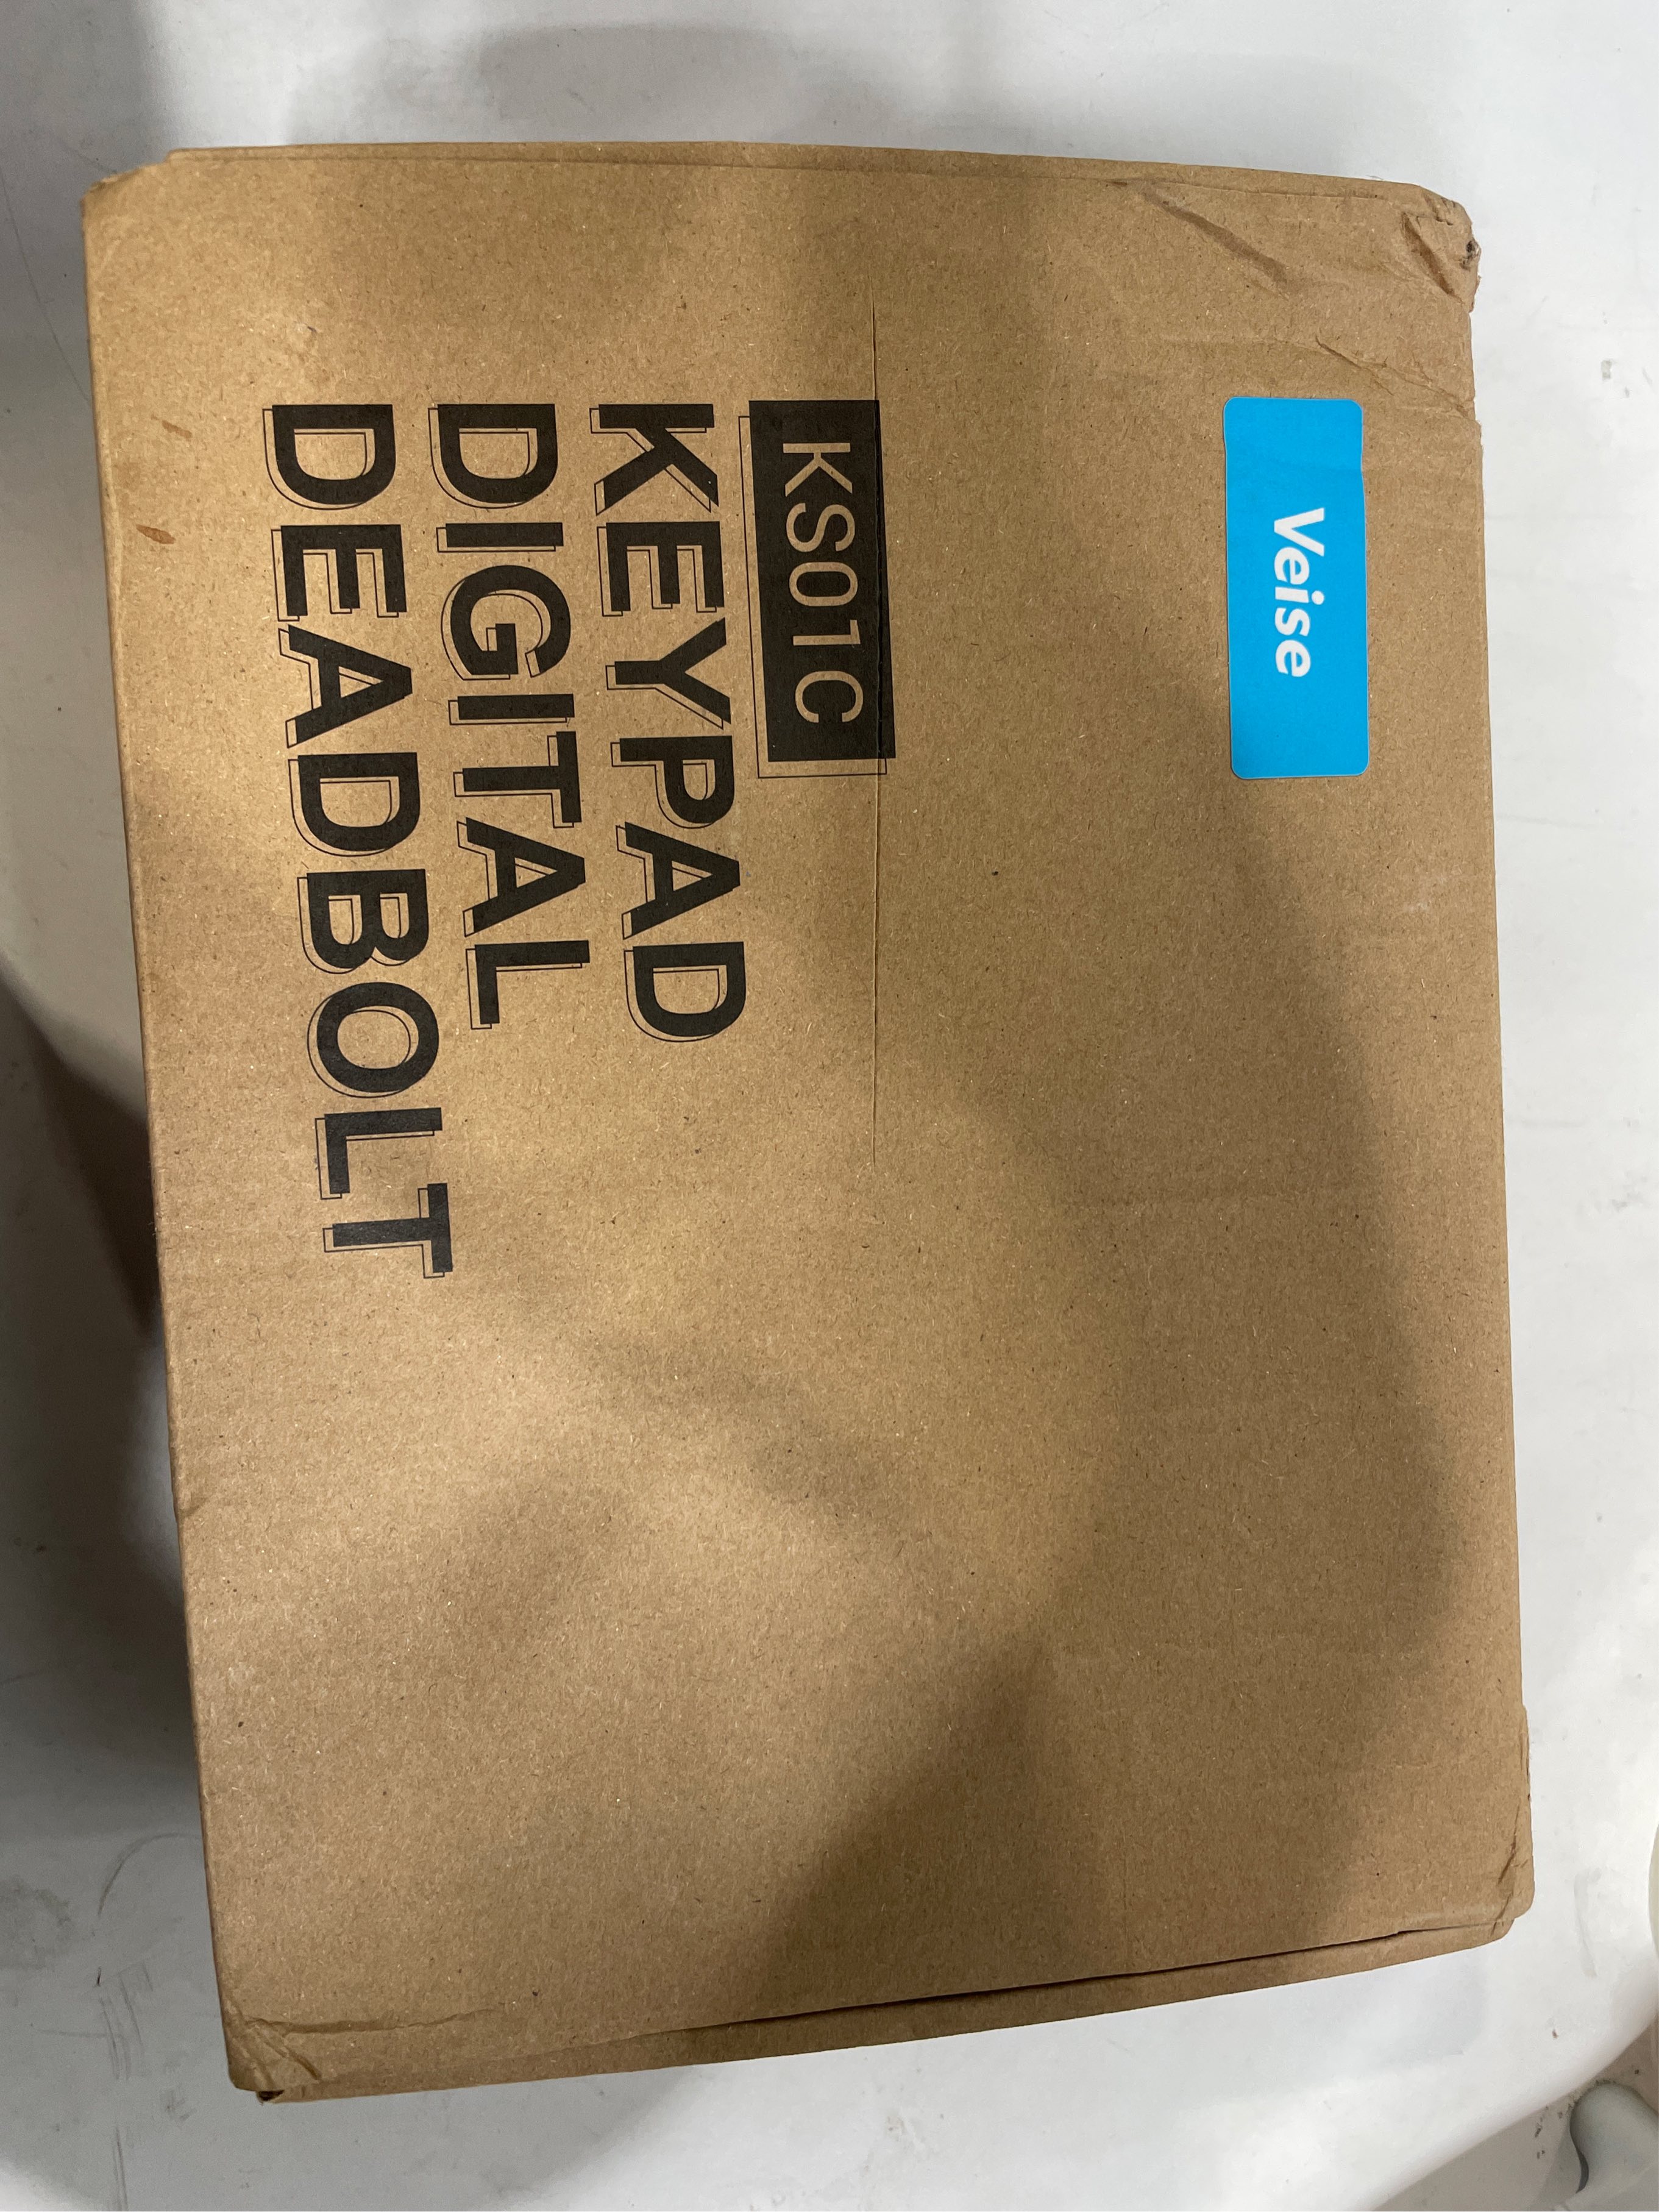 Veise
KS01C
KEYPAD
DIGITAL
DEADBOLT